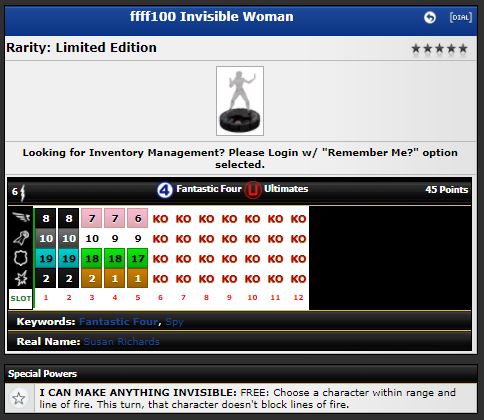 ffff100 Invisible Woman
[DIAL]
Rarity: Limited Edition
Looking for Inventory Management? Please Login w/ "Remember Me?" option
selected.
6 4 Fantastic Four U Ultimates 45 Points
8 8 7 7 6 KO KO KO KO KO KO KO
10 10 10 9 9 KO KO KO KO KO KO KO
19 19 18 18 17 KO KO KO KO KO KO KO
2 2 2 1 1 KO KO KO KO KO KO KO
SLOT 1 2 3 4 5 6 7 8 9 10 11 12
Keywords: Fantastic Four, Spy
Real Name: Susan Richards
Special Powers
I CAN MAKE ANYTHING INVISIBLE: FREE: Choose a character within range and
line of fire. This turn, that character doesn't block lines of fire.